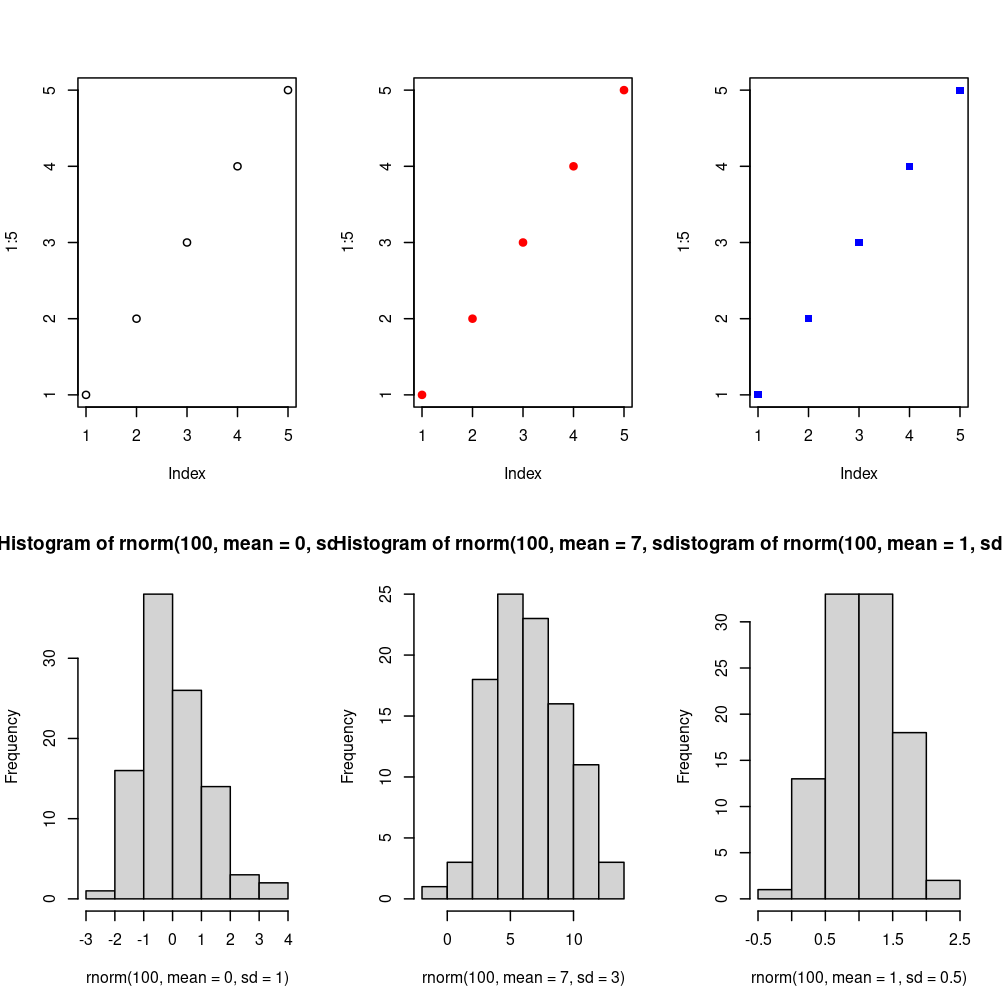 1:5
5
4
3
2
1
1 2 3 4 5
Index
1:5
5
4
3
2
1
1 2 3 4 5
Index
1:5
5
4
3
2
1
1 2 3 4 5
Index
Histogram of rnorm(100, mean = 0, sd
Frequency
30
20
10
0
-3 -2 -1 0 1 2 3 4
rnorm(100, mean = 0, sd = 1)
Histogram of rnorm(100, mean = 7, sd
Frequency
25
20
15
10
5
0
0 5 10
rnorm(100, mean = 7, sd = 3)
istogram of rnorm(100, mean = 1, sd
Frequency
30
25
20
15
10
5
0
-0.5 0.5 1.5 2.5
rnorm(100, mean = 1, sd = 0.5)